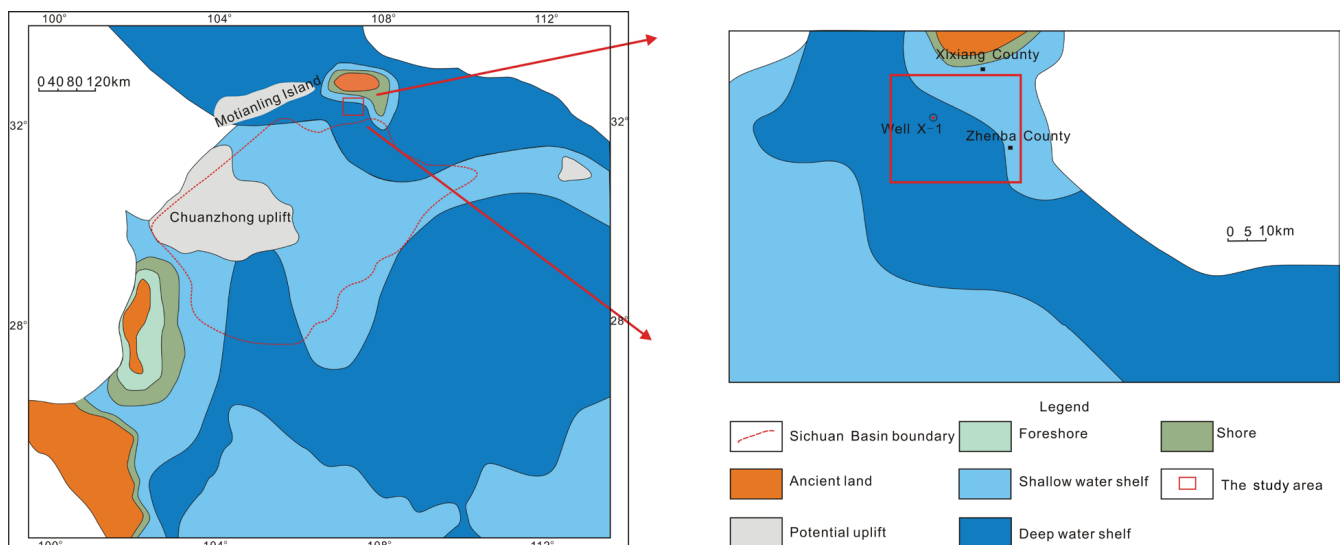 100° 104° 108° 112°
0 40 80 120km
Motianling Island
32° 32°
Chuanzhong uplift
28° 28°
100° 104° 108° 112°
Xixiang County
Well X-1
Zhenba County
0 5 10km
Legend
Sichuan Basin boundary
Foreshore
Shore
Ancient land
Shallow water shelf
The study area
Potential uplift
Deep water shelf